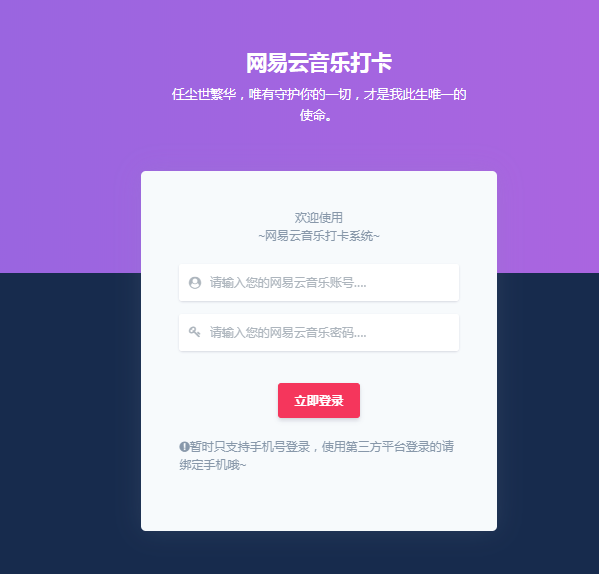 网易云音乐打卡
任尘世繁华，唯有守护你的一切，才是我此生唯一的
使命。
欢迎使用
~网易云音乐打卡系统~
请输入您的网易云音乐账号....
请输入您的网易云音乐密码....
立即登录
暂时只支持手机号登录，使用第三方平台登录的请
绑定手机哦~